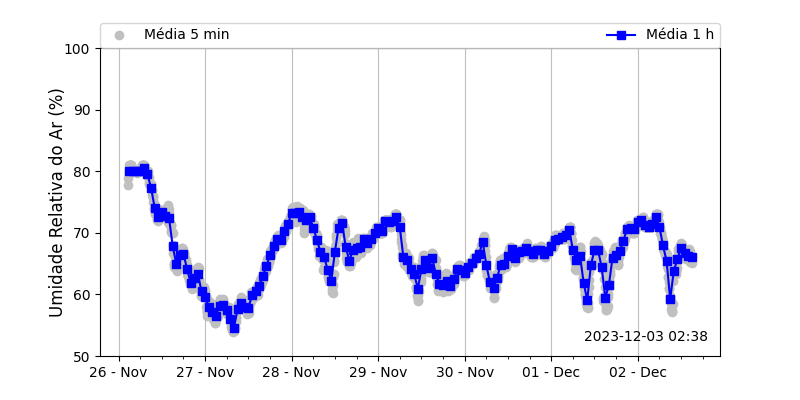 Média 5 min
Média 1 h
Umidade Relativa do Ar (%)
100
90
80
70
60
50
2023-12-03 02:38
26 - Nov
27 - Nov
28 - Nov
29 - Nov
30 - Nov
01 - Dec
02 - Dec